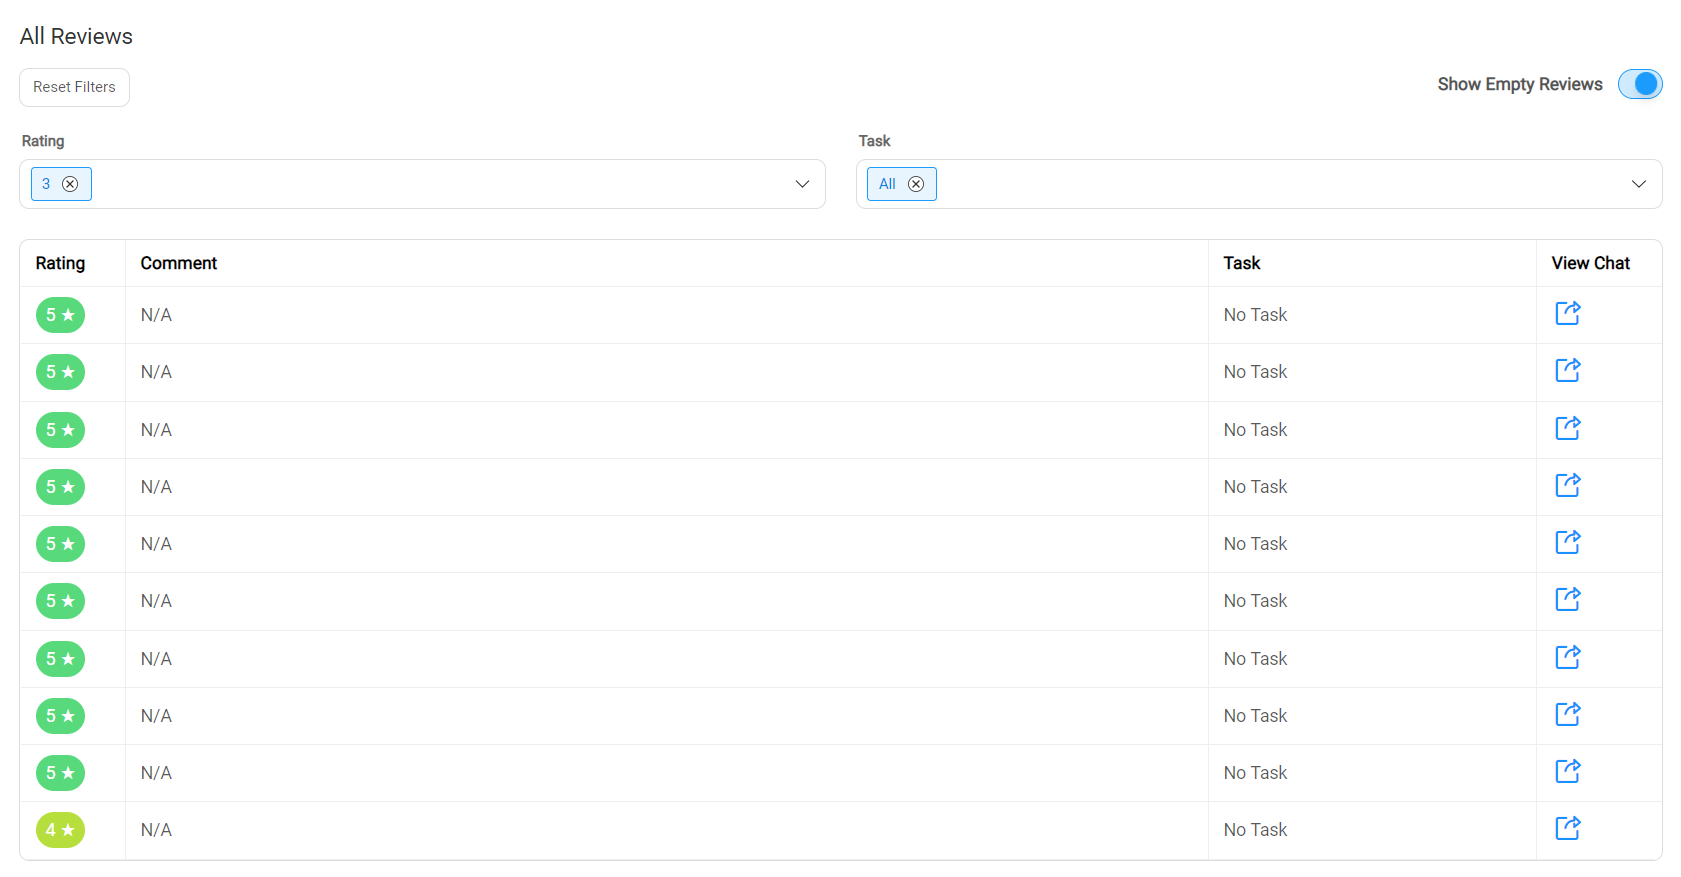 All Reviews
Reset Filters
Show Empty Reviews
Rating
Task
3
All
Rating Comment Task View Chat
5 ★ N/A No Task
5 ★ N/A No Task
5 ★ N/A No Task
5 ★ N/A No Task
5 ★ N/A No Task
5 ★ N/A No Task
5 ★ N/A No Task
5 ★ N/A No Task
5 ★ N/A No Task
4 ★ N/A No Task